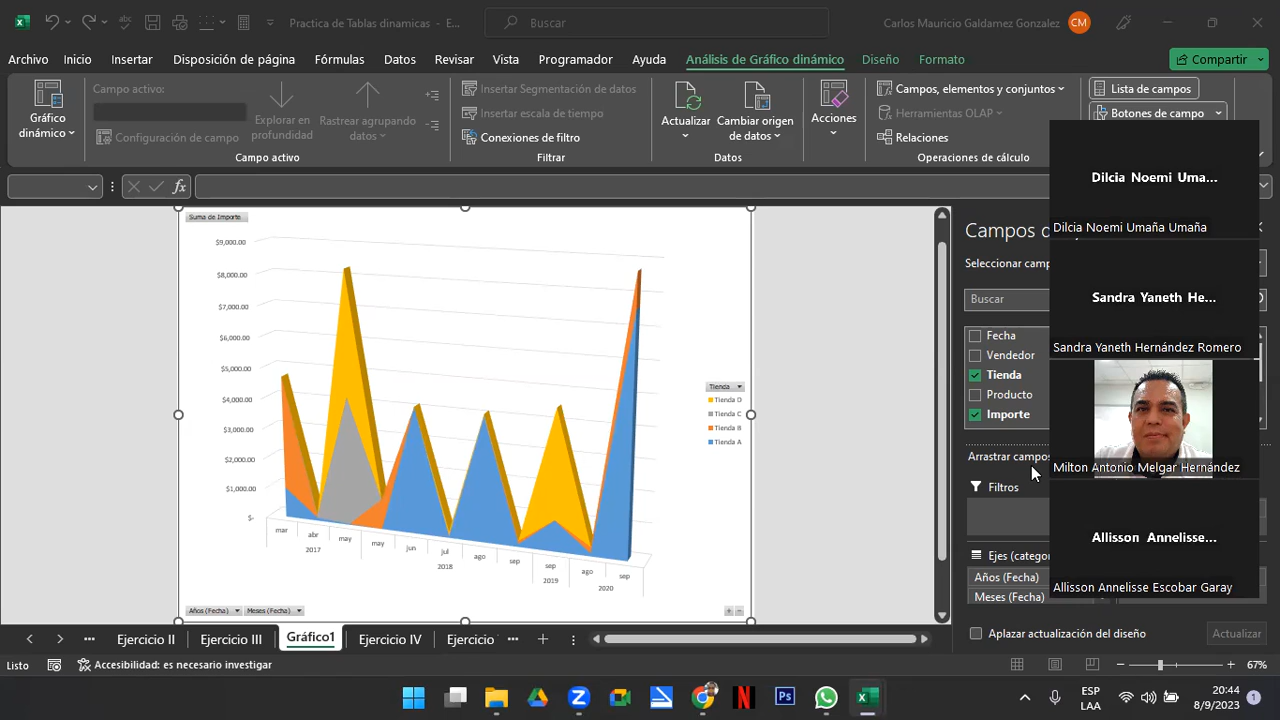 Practica de Tablas dinamicas - E...
Buscar
Carlos Mauricio Galdamez Gonzalez
CM
Archivo
Inicio
Insertar
Disposición de página
Fórmulas
Datos
Revisar
Vista
Programador
Ayuda
Análisis de Gráfico dinámico
Diseño
Formato
Compartir
Gráfico dinámico
Campo activo:
Configuración de campo
Explorar en profundidad
Rastrear agrupando datos
Campo activo
Insertar Segmentación de datos
Insertar escala de tiempo
Conexiones de filtro
Filtrar
Actualizar
Cambiar origen de datos
Datos
Acciones
Campos, elementos y conjuntos
Herramientas OLAP
Relaciones
Operaciones de cálculo
Lista de campos
Botones de campo
fx
Suma de Importe
$9,000.00
$8,000.00
$7,000.00
$6,000.00
$5,000.00
$4,000.00
$3,000.00
$2,000.00
$1,000.00
$-
mar
abr
may
may
jun
jul
ago
sep
sep
ago
sep
2017
2018
2019
2020
Tienda
Tienda D
Tienda C
Tienda B
Tienda A
Años (Fecha)
Meses (Fecha)
Campos d
Seleccionar camp
Buscar
Fecha
Vendedor
Tienda
Producto
Importe
Arrastrar campos
Filtros
Ejes (catego
Años (Fecha)
Meses (Fecha)
Aplazar actualización del diseño
Actualizar
Dilcia Noemi Uma...
Dilcia Noemi Umaña Umaña
Sandra Yaneth He...
Sandra Yaneth Hernández Romero
Milton Antonio Melgar Hernández
Allisson Annelisse...
Allisson Annelisse Escobar Garay
Ejercicio II
Ejercicio III
Gráfico1
Ejercicio IV
Ejercicio
Listo
Accesibilidad: es necesario investigar
67%
ESP
LAA
20:44
8/9/2023
1